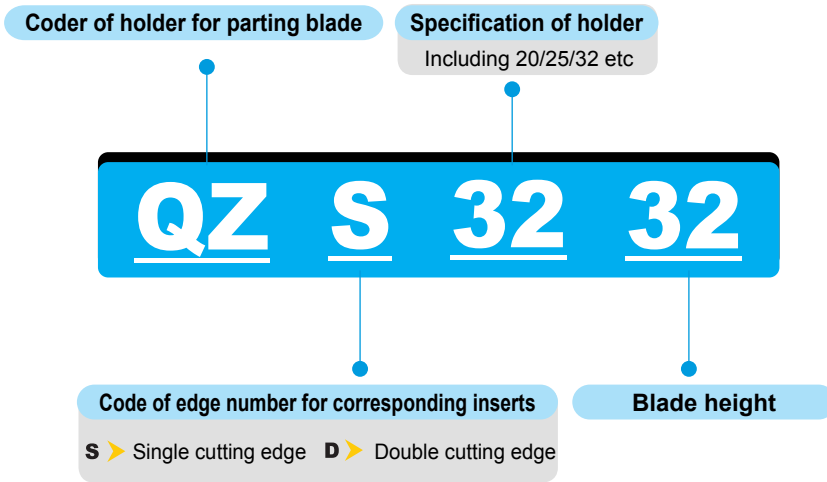 Coder of holder for parting blade
Specification of holder
Including 20/25/32 etc
QZ S 32 32
Code of edge number for corresponding inserts
Blade height
S Single cutting edge D Double cutting edge